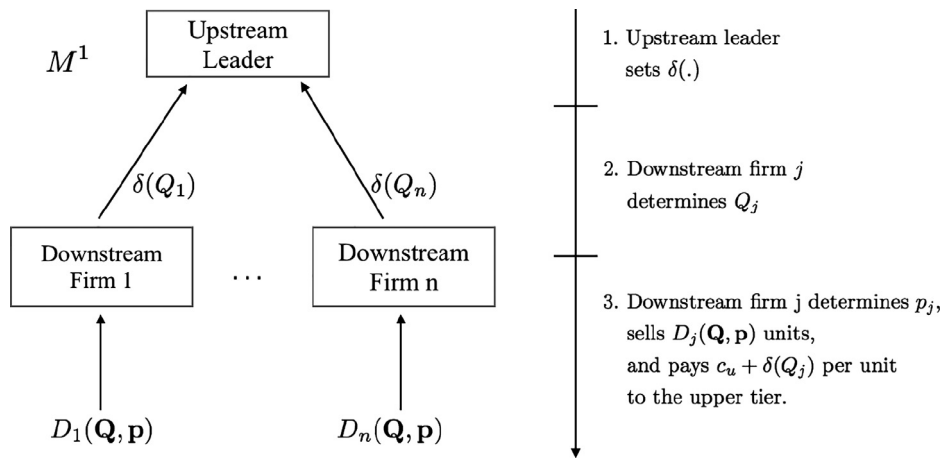 M¹
Upstream
Leader
δ(Q₁)
δ(Qₙ)
Downstream
Firm 1
. . .
Downstream
Firm n
D₁(Q, p)
Dₙ(Q, p)
1. Upstream leader
sets δ(.)
2. Downstream firm j
determines Qⱼ
3. Downstream firm j determines pⱼ,
sells Dⱼ(Q, p) units,
and pays cᵤ + δ(Qⱼ) per unit
to the upper tier.